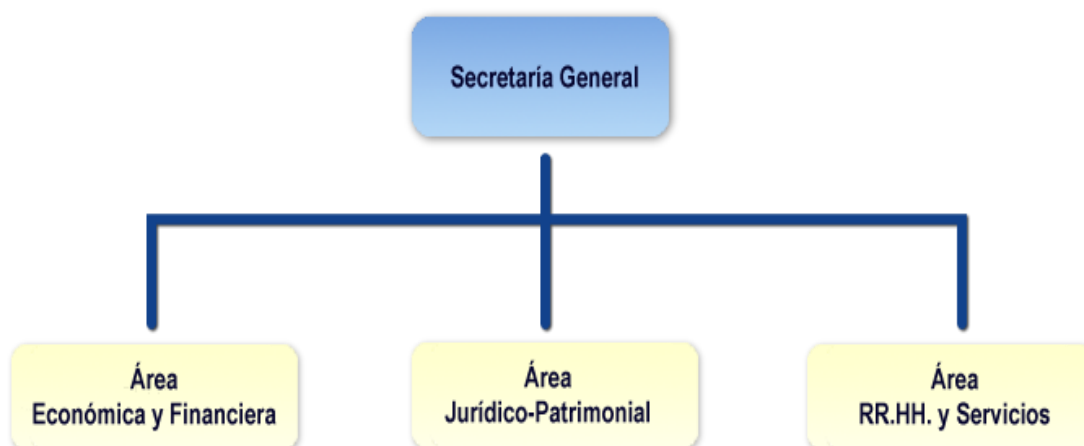 Secretaría General
Área
Económica y Financiera
Área
Jurídico-Patrimonial
Área
RR.HH. y Servicios